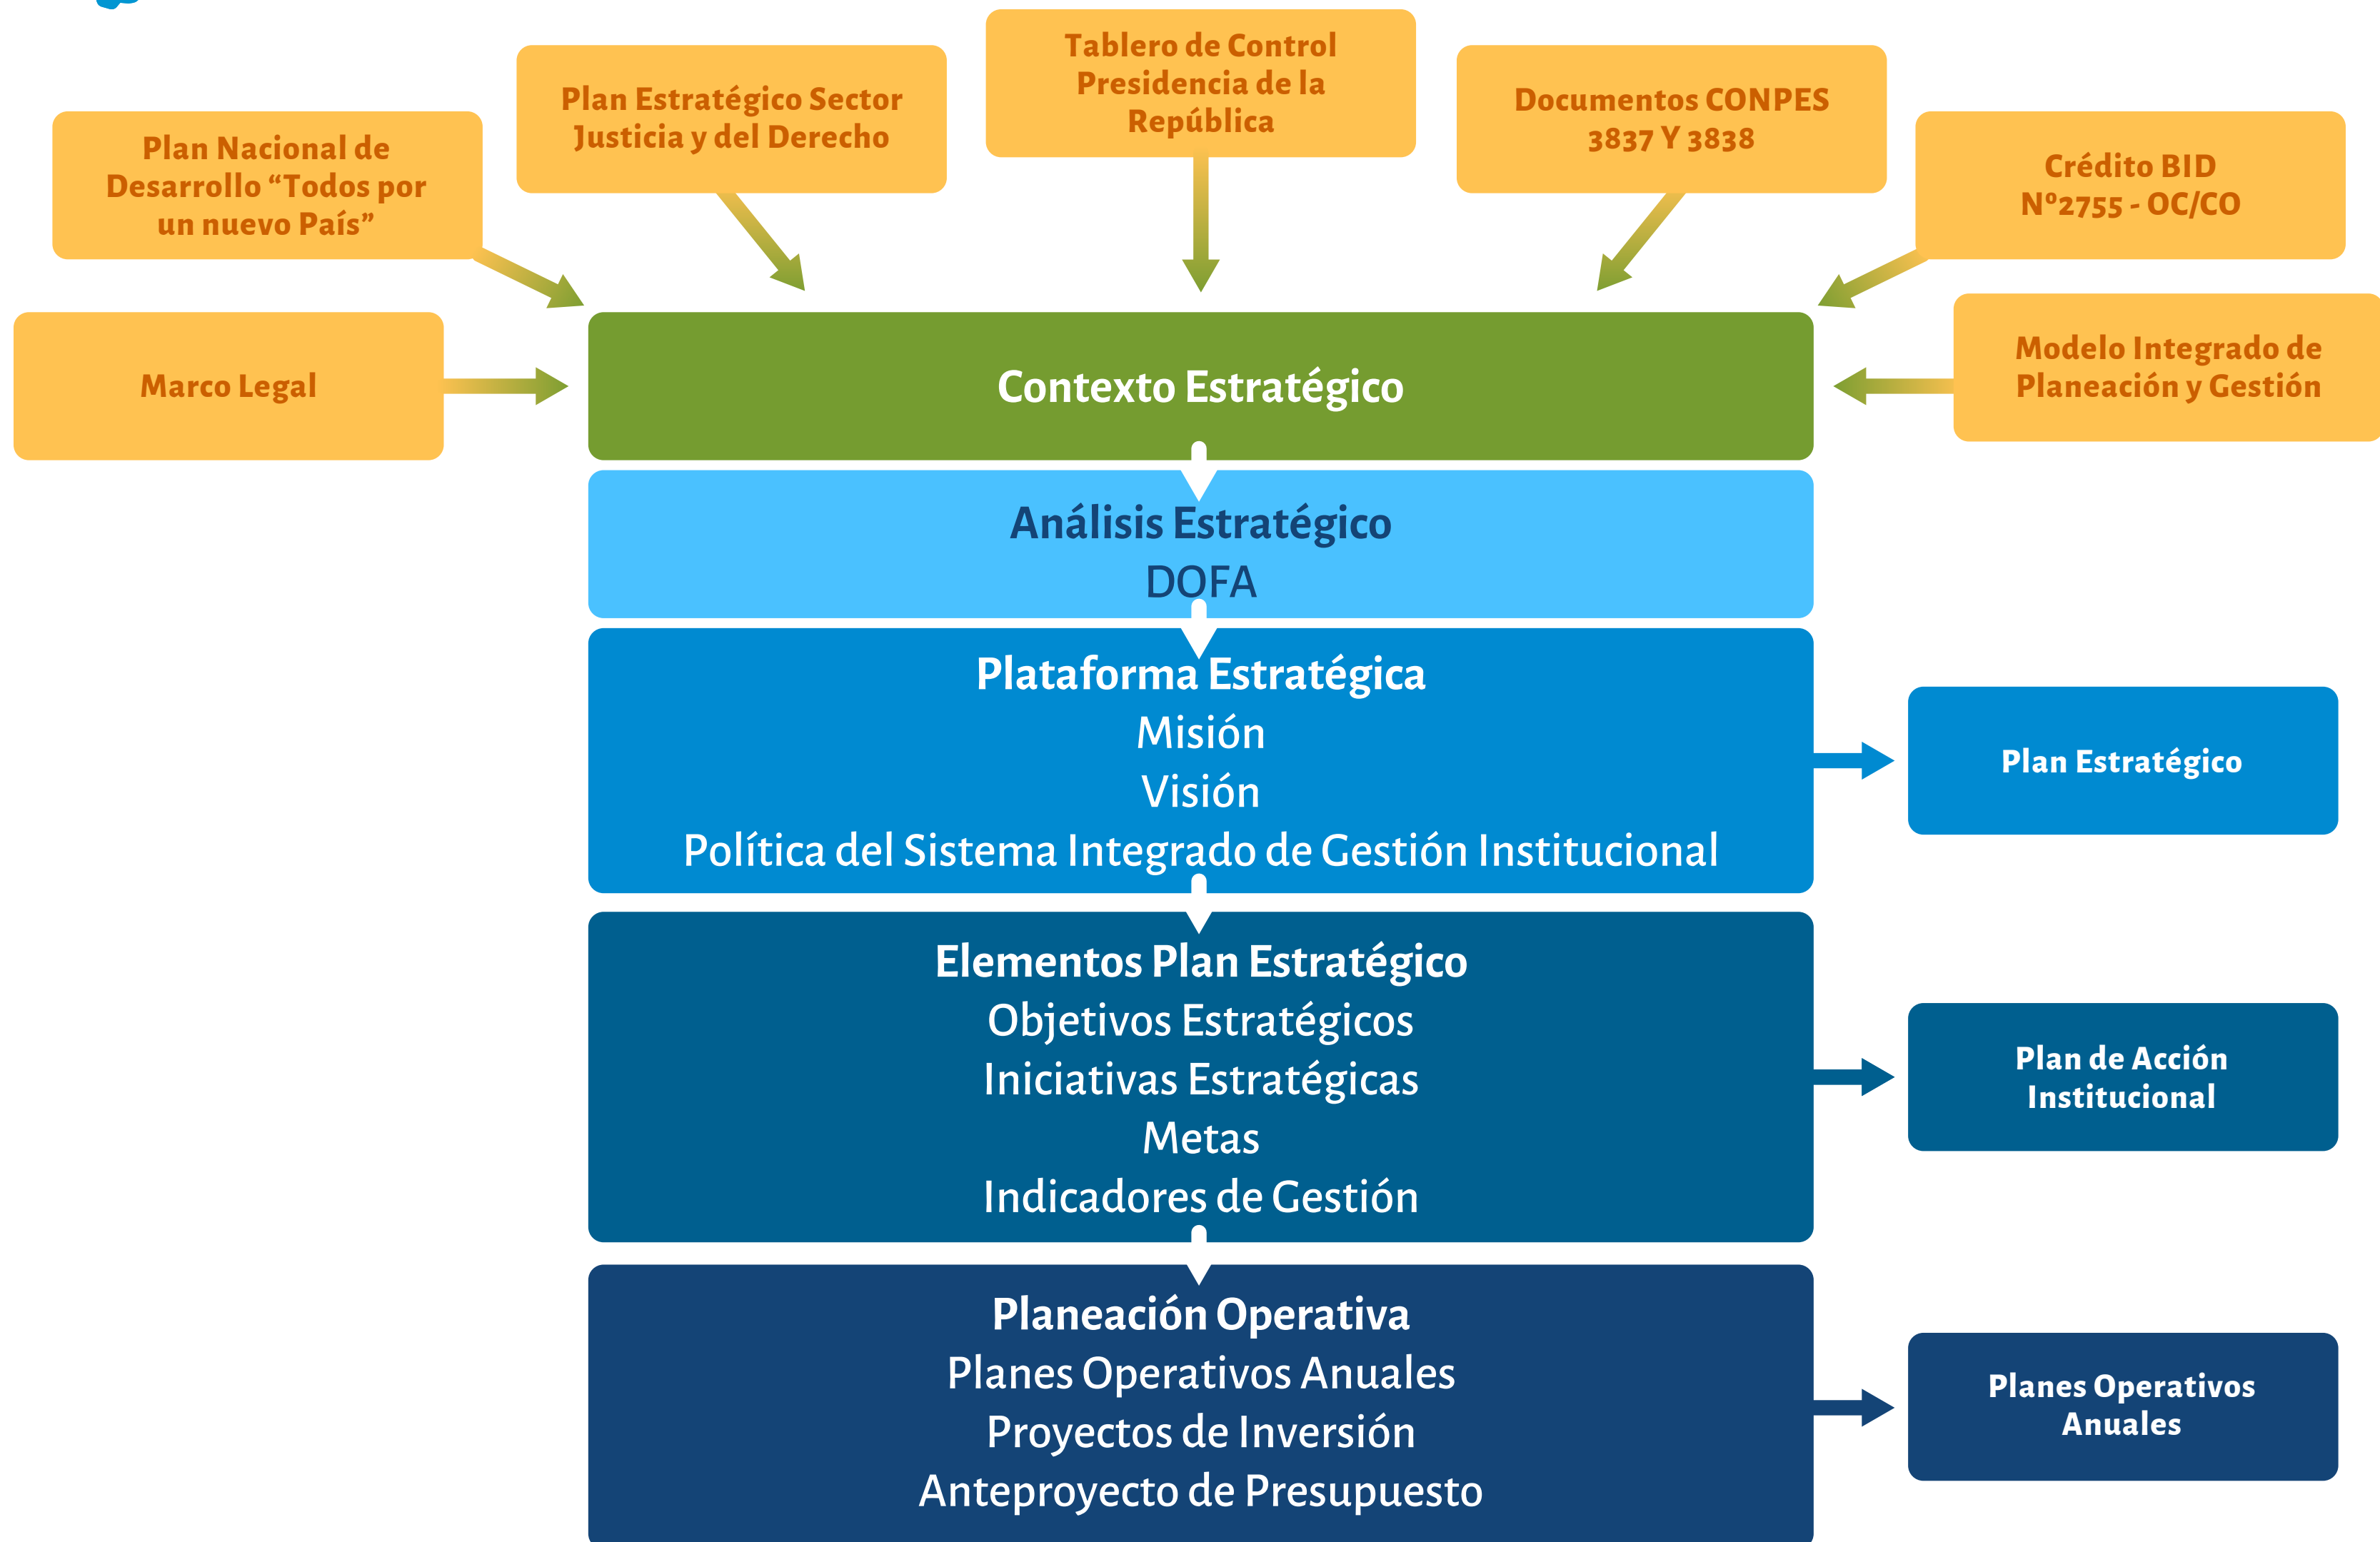 Tablero de Control
Presidencia de la
República
Plan Estratégico Sector
Justicia y del Derecho
Documentos CONPES
3837 Y 3838
Plan Nacional de
Desarrollo “Todos por
un nuevo País”
Crédito BID
Nº2755 - OC/CO
Marco Legal
Contexto Estratégico
Modelo Integrado de
Planeación y Gestión
Análisis Estratégico
DOFA
Plataforma Estratégica
Misión
Visión
Política del Sistema Integrado de Gestión Institucional
Plan Estratégico
Elementos Plan Estratégico
Objetivos Estratégicos
Iniciativas Estratégicas
Metas
Indicadores de Gestión
Plan de Acción
Institucional
Planeación Operativa
Planes Operativos Anuales
Proyectos de Inversión
Anteproyecto de Presupuesto
Planes Operativos
Anuales